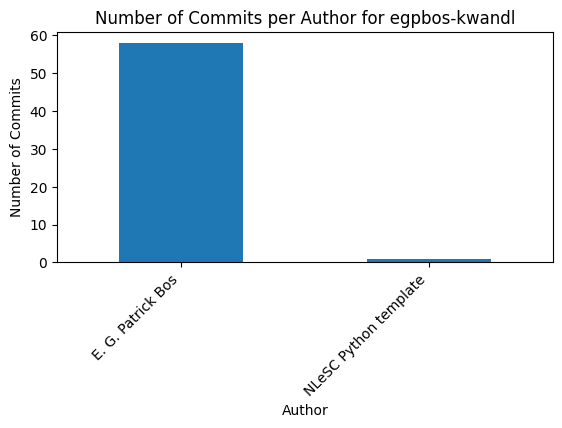 Number of Commits per Author for egpbos-kwandl
Number of Commits
60
50
40
30
20
10
0
E. G. Patrick Bos
NLeSC Python template
Author